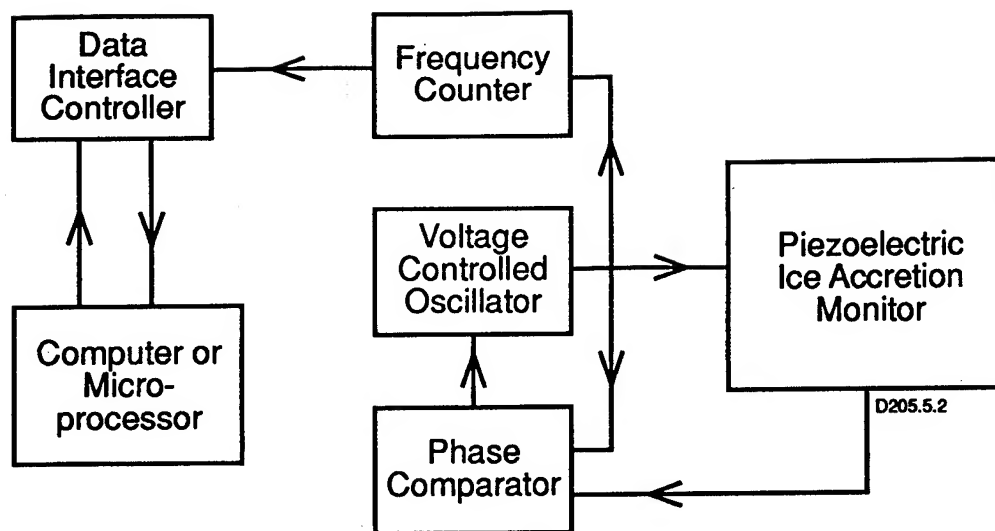 Data
Interface
Controller
Frequency
Counter
Voltage
Controlled
Oscillator
Piezoelectric
Ice Accretion
Monitor
Computer or
Micro-
processor
Phase
Comparator
D205.5.2